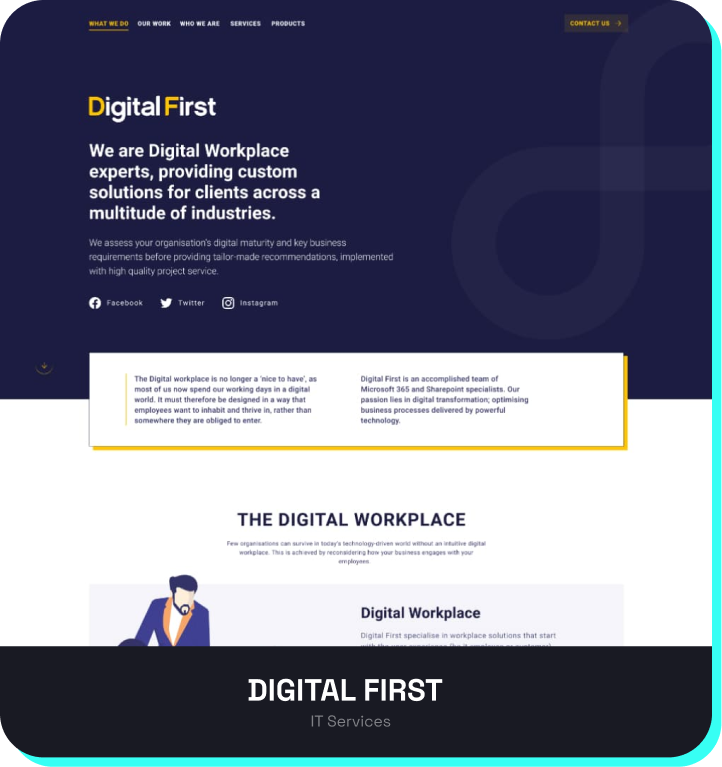 WHAT WE DO OUR WORK WHO WE ARE SERVICES PRODUCTS CONTACT US
Digital First
We are Digital Workplace
experts, providing custom
solutions for clients across a
multitude of industries.
We assess your organisation's digital maturity and key business
requirements before providing tailor-made recommendations, implemented
with high quality project service.
Facebook Twitter Instagram
The Digital workplace is no longer a 'nice to have', as
most of us now spend our working days in a digital
world. It must therefore be designed in a way that
employees want to inhabit and thrive in, rather than
somewhere they are obliged to enter.
Digital First is an accomplished team of
Microsoft 365 and Sharepoint specialists. Our
passion lies in digital transformation; optimising
business processes delivered by powerful
technology.
THE DIGITAL WORKPLACE
Few organisations can survive in today's technology-driven world without an intuitive digital
workplace. This is achieved by reconsidering how your business engages with your
employees
Digital Workplace
Digital First specialise in workplace solutions that start
DIGITAL FIRST
IT Services